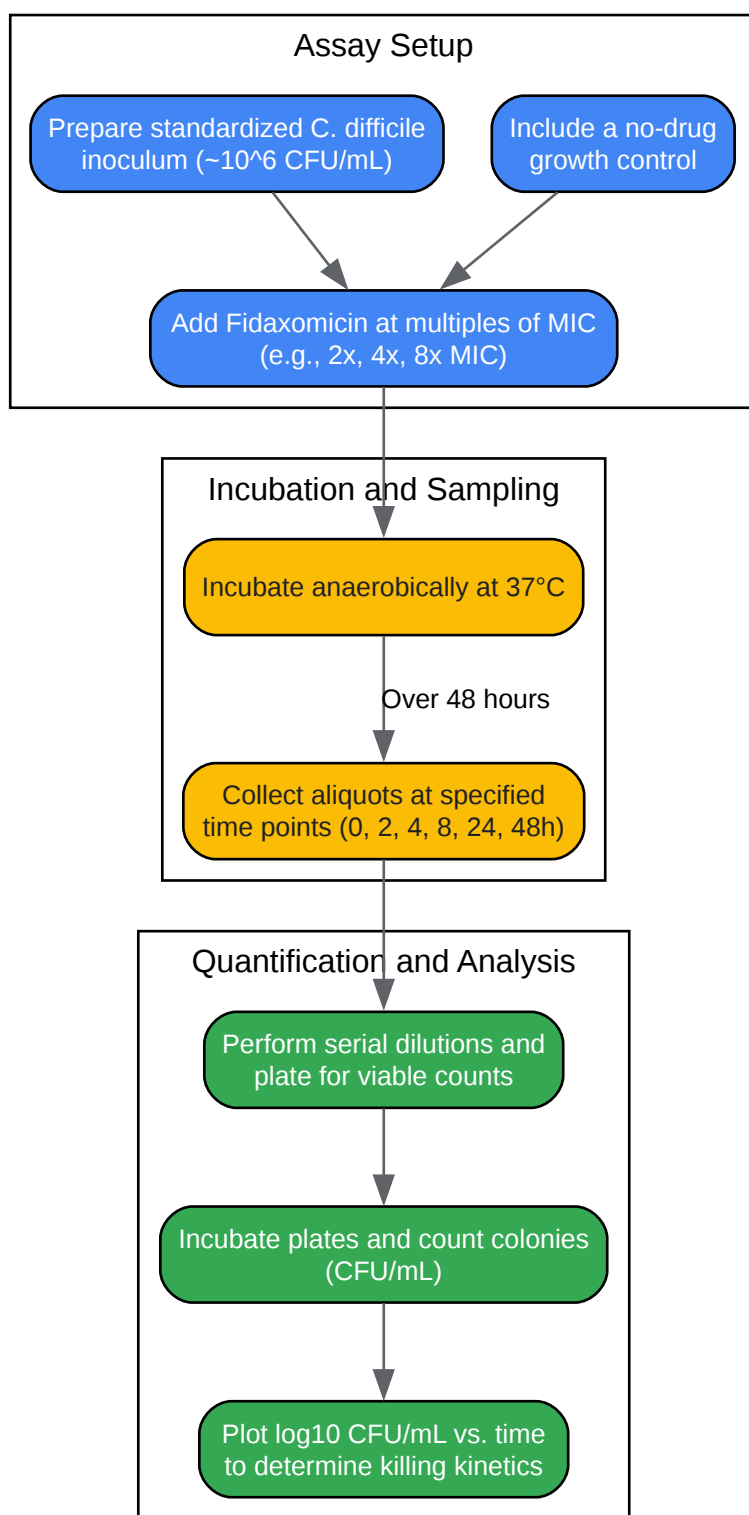 Assay Setup
Prepare standardized C. difficile
inoculum (~10^6 CFU/mL)
Include a no-drug
growth control
Add Fidaxomicin at multiples of MIC
(e.g., 2x, 4x, 8x MIC)
Incubation and Sampling
Incubate anaerobically at 37°C
Over 48 hours
Collect aliquots at specified
time points (0, 2, 4, 8, 24, 48h)
Quantification and Analysis
Perform serial dilutions and
plate for viable counts
Incubate plates and count colonies
(CFU/mL)
Plot log10 CFU/mL vs. time
to determine killing kinetics